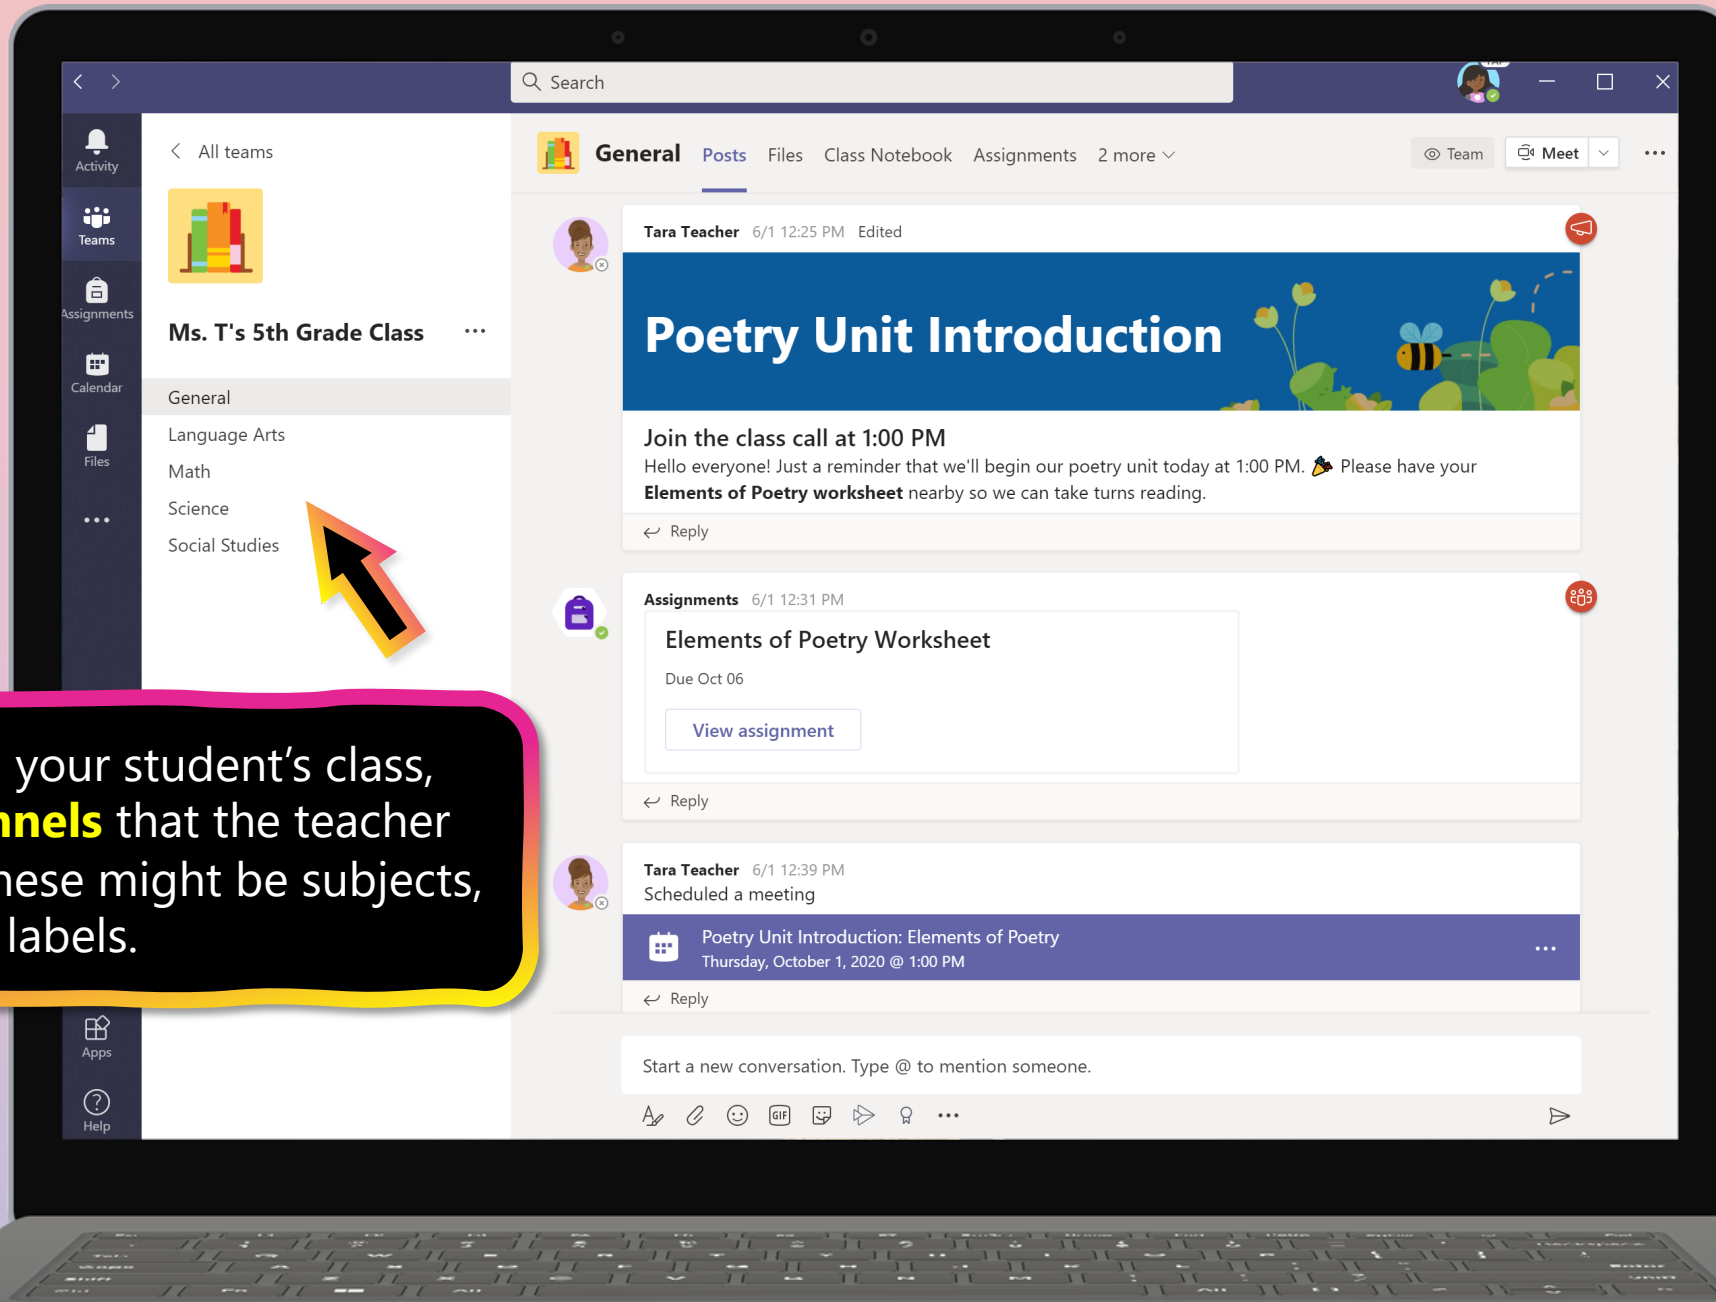 Search
Activity
Teams
Assignments
Calendar
Files
Apps
Help
All teams
Ms. T's 5th Grade Class
General
Language Arts
Math
Science
Social Studies
your student's class,
nnels that the teacher
hese might be subjects,
labels.
General Posts Files Class Notebook Assignments 2 more
Team Meet
Tara Teacher 6/1 12:25 PM Edited
Poetry Unit Introduction
Join the class call at 1:00 PM
Hello everyone! Just a reminder that we'll begin our poetry unit today at 1:00 PM. 🎉 Please have your
Elements of Poetry worksheet nearby so we can take turns reading.
Reply
Assignments 6/1 12:31 PM
Elements of Poetry Worksheet
Due Oct 06
View assignment
Reply
Tara Teacher 6/1 12:39 PM
Scheduled a meeting
Poetry Unit Introduction: Elements of Poetry
Thursday, October 1, 2020 @ 1:00 PM
Reply
Start a new conversation. Type @ to mention someone.
GIF